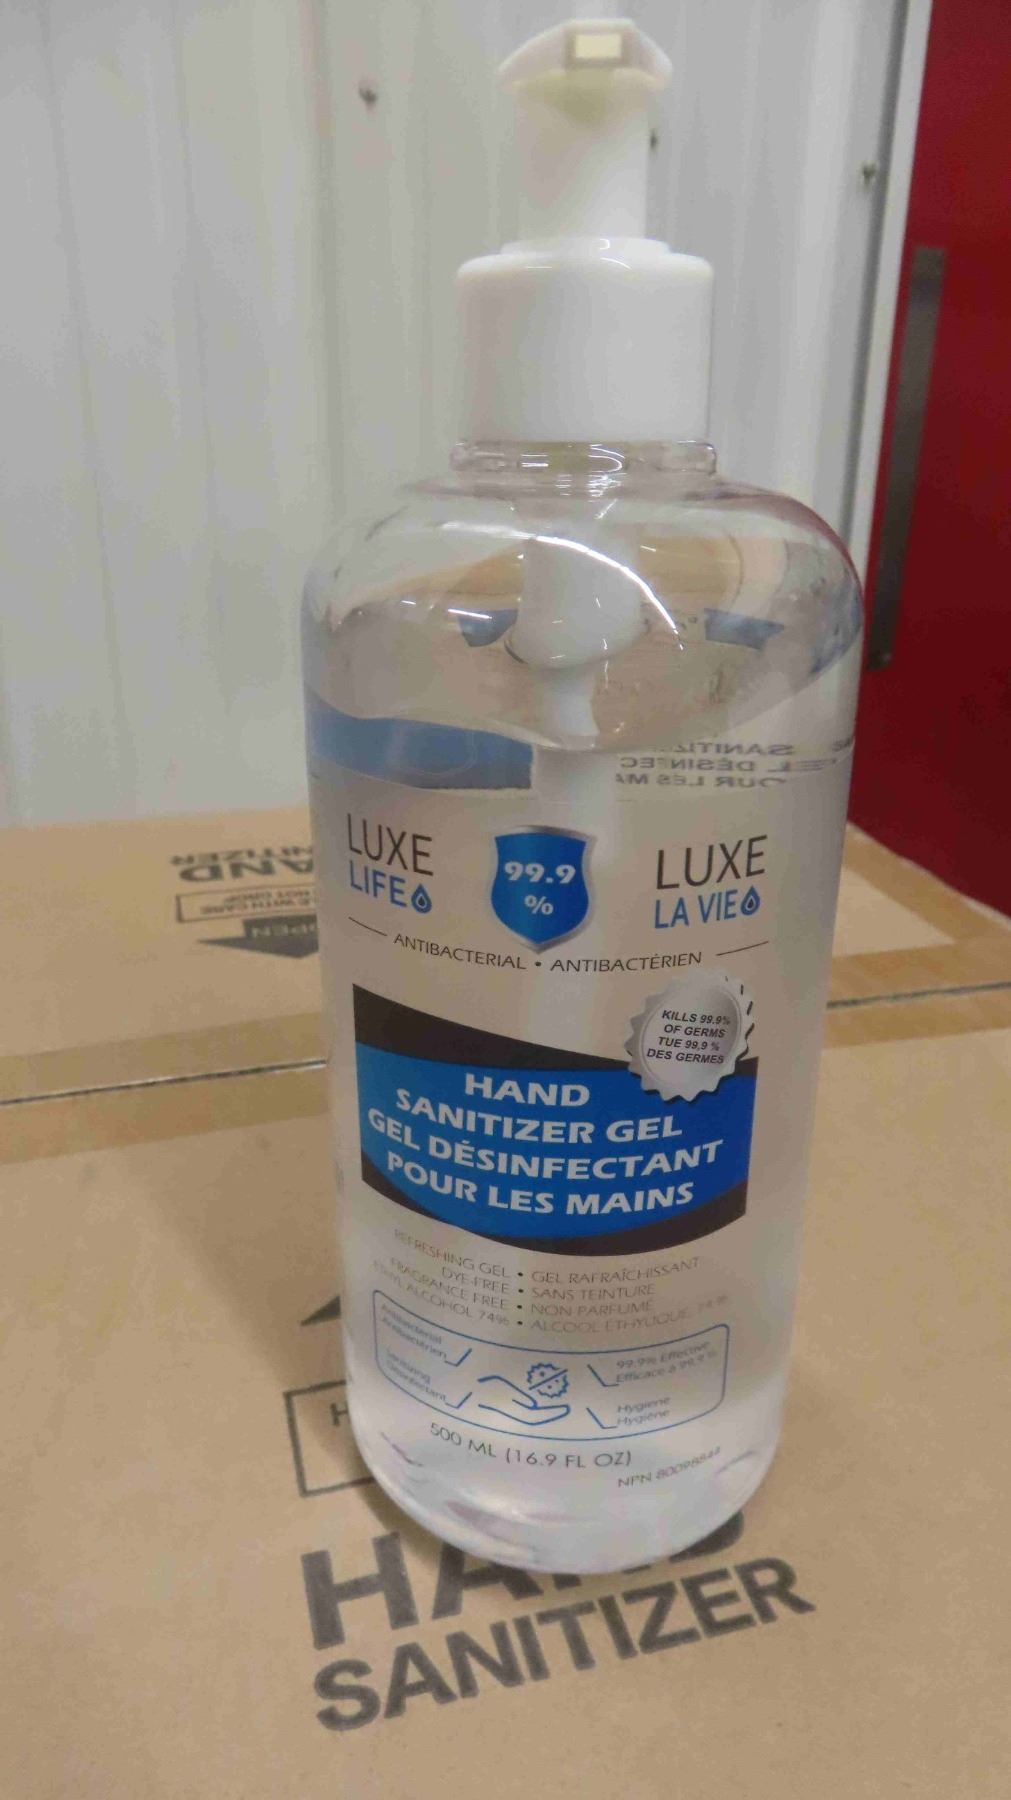 LUXE
LIFE
99.9
%
LUXE
LA VIE
ANTIBACTERIAL • ANTIBACTÉRIEN
KILLS 99.9%
OF GERMS
TUE 99,9 %
DES GERMES
HAND
SANITIZER GEL
GEL DÉSINFECTANT
POUR LES MAINS
REFRESHING GEL • GEL RAFRAÎCHISSANT
DYE-FREE • SANS TEINTURE
FRAGRANCE FREE • NON PARFUMÉ
ETHYL ALCOHOL 74% • ALCOOL ÉTHYLIQUE 74 %
Antibacterial
Antibactérien
Sanitizing
Désinfectant
99.9% Effective
Efficace à 99,9 %
Hygiene
Hygiène
500 ML (16.9 FL OZ)
NPN 80098844
HAND
SANITIZER